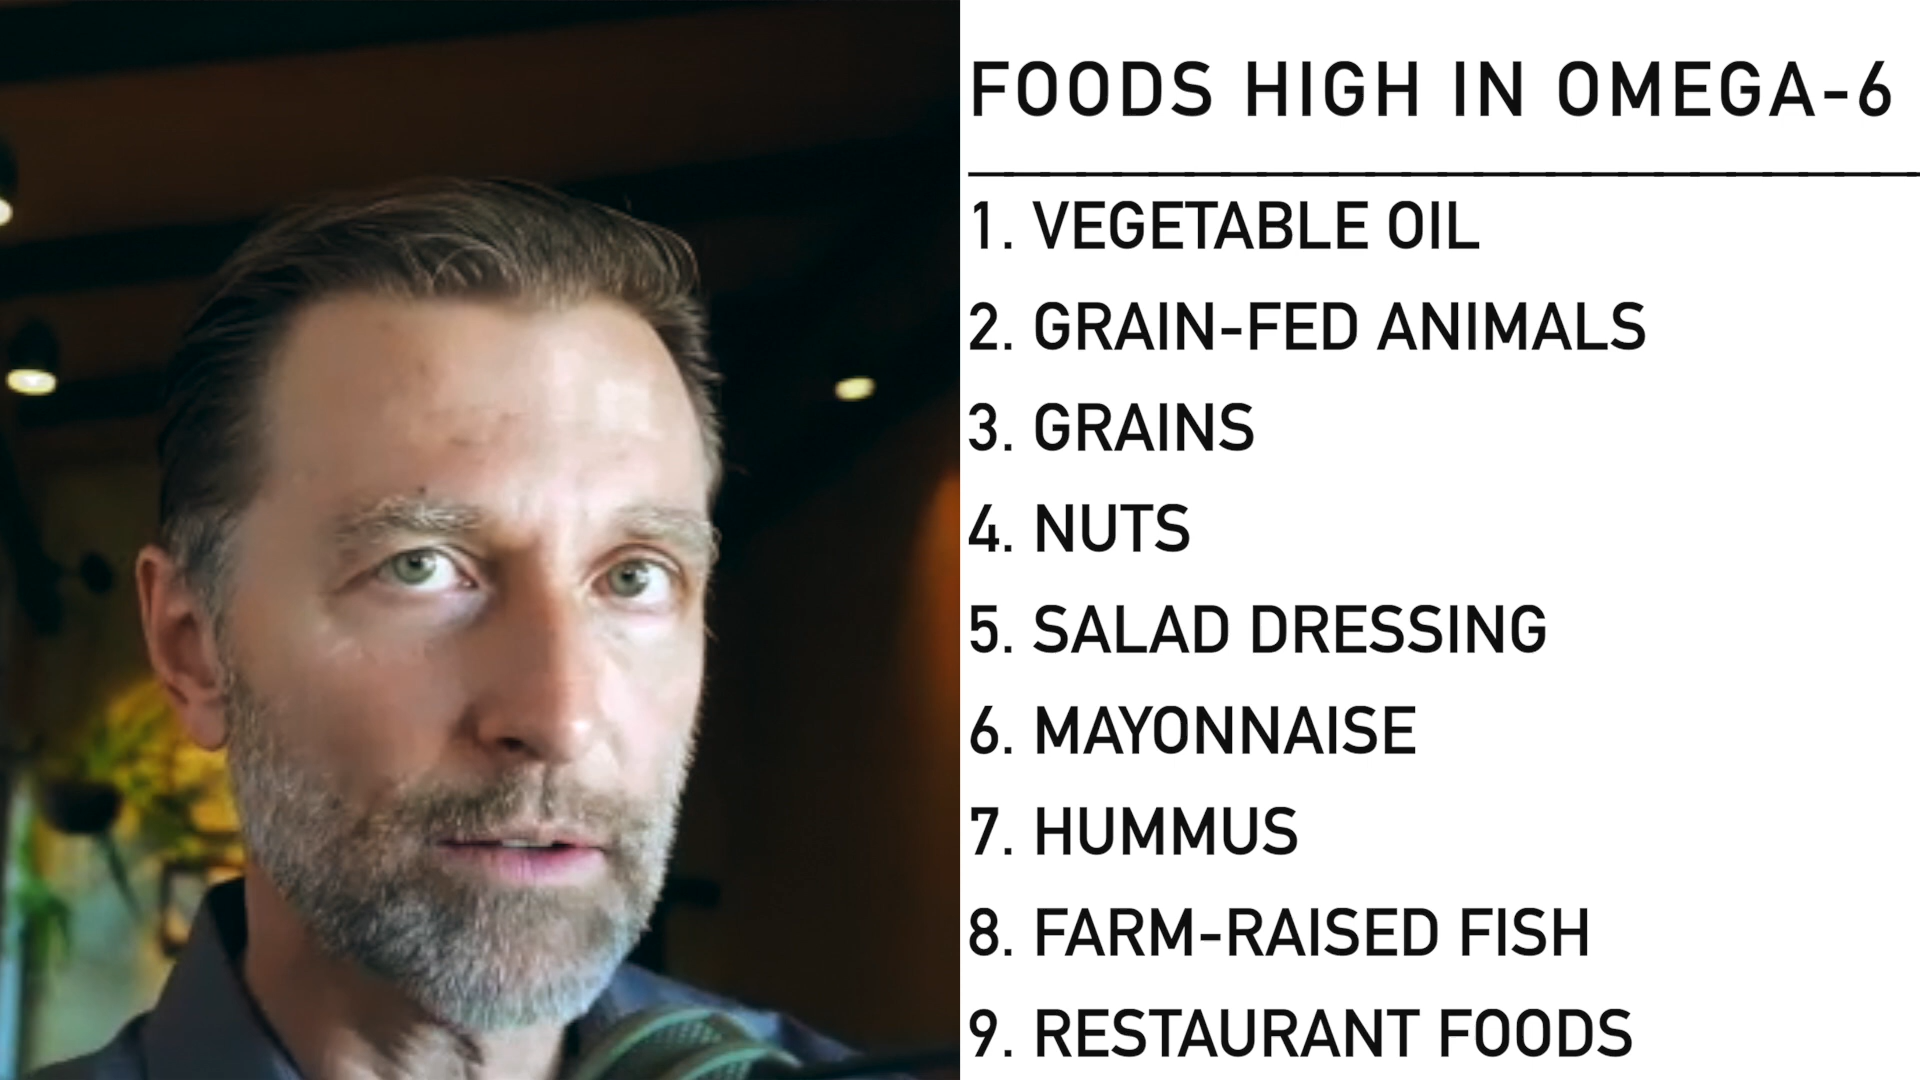 FOODS HIGH IN OMEGA-6
1. VEGETABLE OIL
2. GRAIN-FED ANIMALS
3. GRAINS
4. NUTS
5. SALAD DRESSING
6. MAYONNAISE
7. HUMMUS
8. FARM-RAISED FISH
9. RESTAURANT FOODS